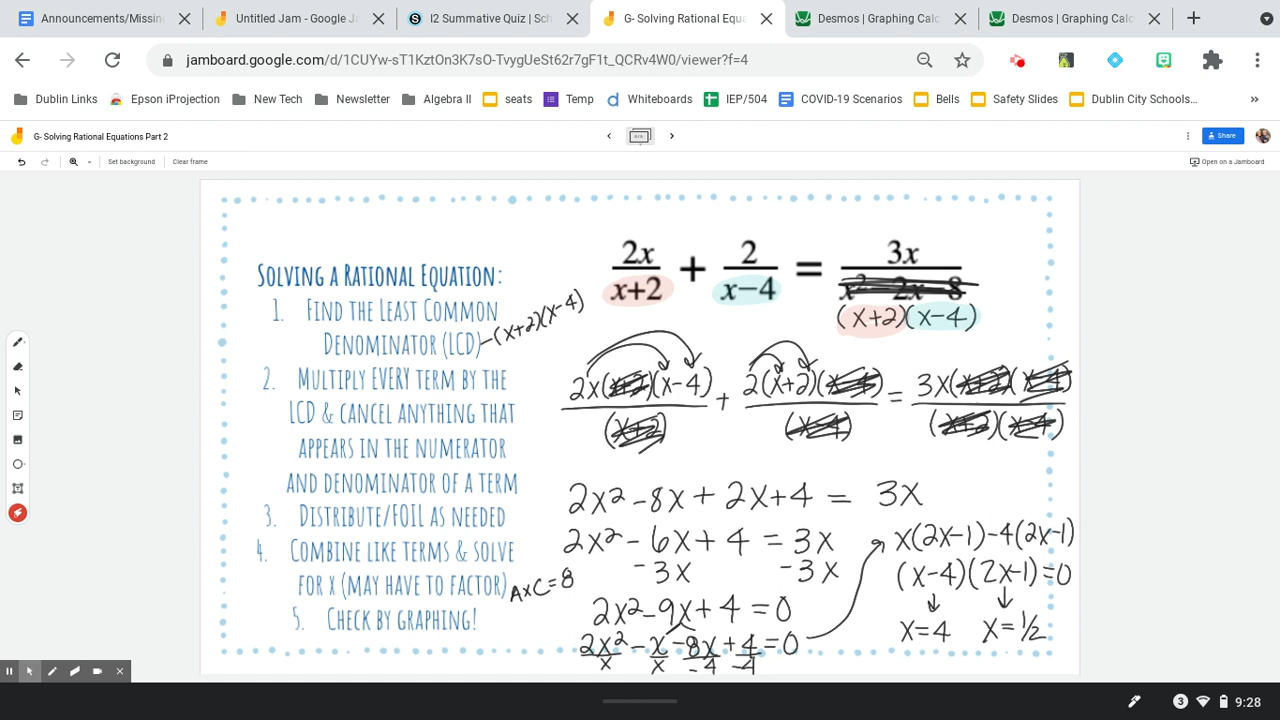 Announcements/Missin
Untitled Jam - Google Ja
I2 Summative Quiz | Sch
G- Solving Rational Equa
Desmos | Graphing Calc
Desmos | Graphing Calc
jamboard.google.com/d/1CUYw-sT1KztOn3K7sO-TvygUeSt62r7gF1t_QCRv4W0/viewer?f=4
Dublin Links
Epson iProjection
New Tech
Newsletter
Algebra II
seats
Temp
Whiteboards
IEP/504
COVID-19 Scenarios
Bells
Safety Slides
Dublin City Schools...
G- Solving Rational Equations Part 2
Share
Set background
Clear frame
Open on a Jamboard
SOLVING A RATIONAL EQUATION:
1. FIND THE LEAST COMMON
DENOMINATOR (LCD) -(x+2)(x-4)
2. MULTIPLY EVERY TERM BY THE
LCD & CANCEL ANYTHING THAT
APPEARS IN THE NUMERATOR
AND DENOMINATOR OF A TERM
3. DISTRIBUTE/FOIL AS NEEDED
4. COMBINE LIKE TERMS & SOLVE
FOR X (MAY HAVE TO FACTOR)
AxC=8
5. CHECK BY GRAPHING!
2x + 2 = 3x
x+2 x−4 x² − 2x − 8
(x+2)(x-4)
2x(x+2)(x-4) + 2(x+2)(x-4) = 3x(x+2)(x-4)
(x+2) (x-4) (x+2)(x-4)
2x² - 8x + 2x + 4 = 3x
2x² - 6x + 4 = 3x
-3x -3x
2x² - 9x + 4 = 0
2x² - x - 8x + 4 = 0
x x -4 -4
x(2x-1)-4(2x-1)
(x-4)(2x-1)=0
x=4 x=1/2
3 9:28